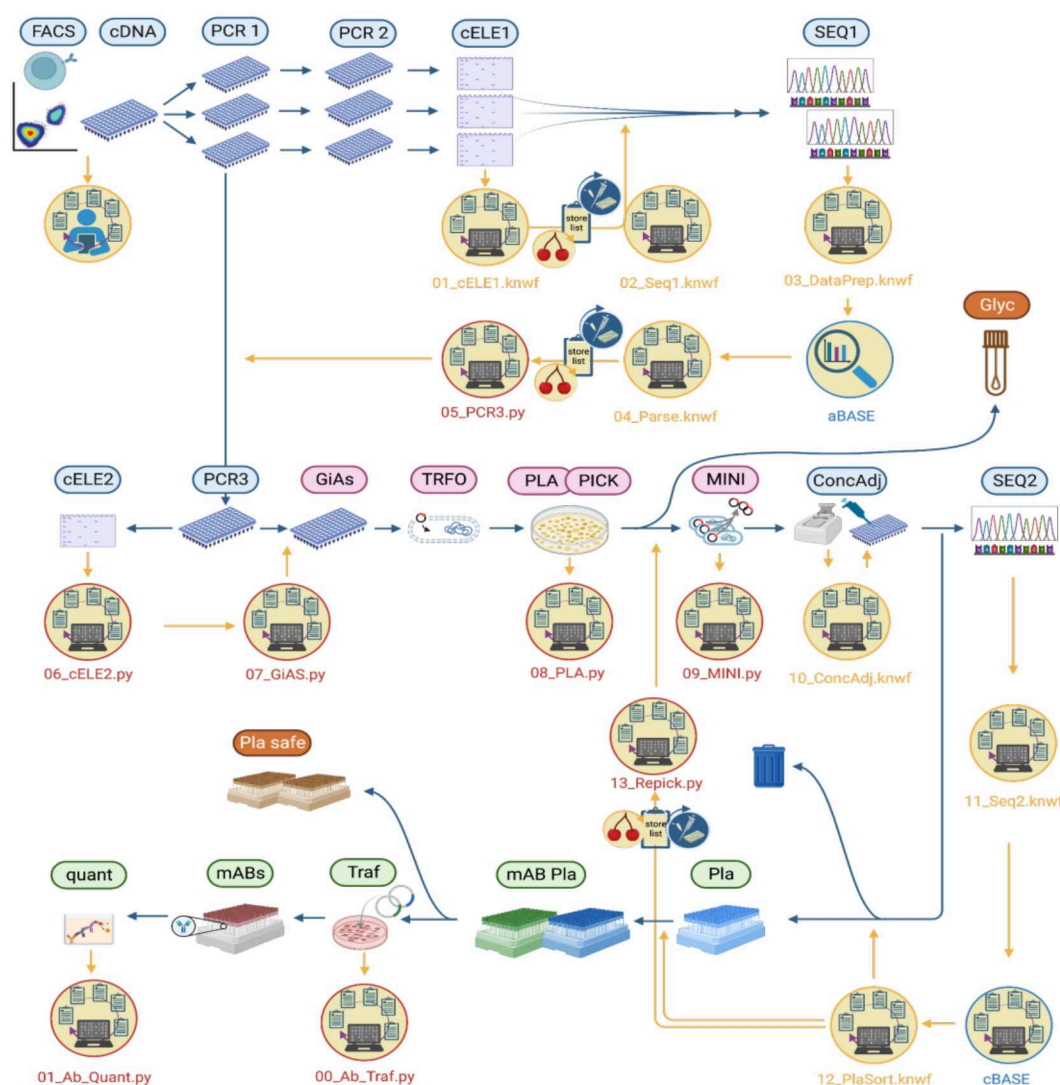 FACS
cDNA
PCR 1
PCR 2
cELE1
SEQ1
store
list
01_cELE1.knwf
02_Seq1.knwf
03_DataPrep.knwf
Glyc
store
list
05_PCR3.py
04_Parse.knwf
aBASE
cELE2
PCR3
GiAs
TRFO
PLA
PICK
MINI
ConcAdj
SEQ2
06_cELE2.py
07_GiAS.py
08_PLA.py
09_MINI.py
10_ConcAdj.knwf
Pla safe
13_Repick.py
11_Seq2.knwf
store
list
quant
mABs
Traf
mAB Pla
Pla
01_Ab_Quant.py
00_Ab_Traf.py
12_PlaSort.knwf
cBASE